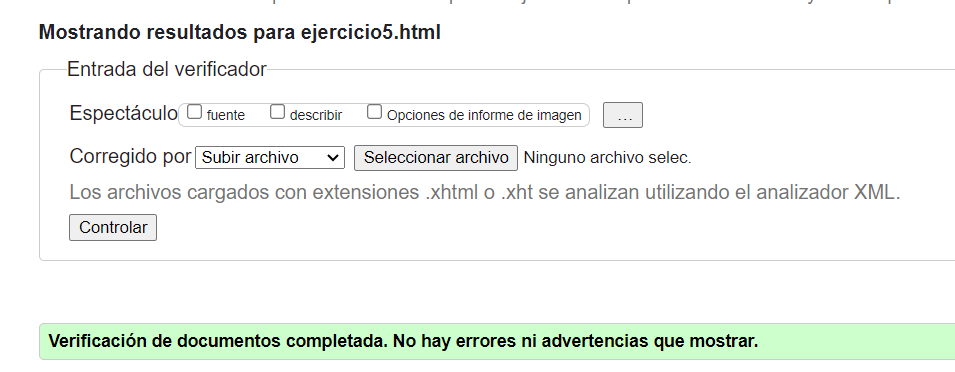 Mostrando resultados para ejercicio5.html
Entrada del verificador
Espectáculo fuente describir Opciones de informe de imagen ...
Corregido por Subir archivo Seleccionar archivo Ninguno archivo selec.
Los archivos cargados con extensiones .xhtml o .xht se analizan utilizando el analizador XML.
Controlar
Verificación de documentos completada. No hay errores ni advertencias que mostrar.